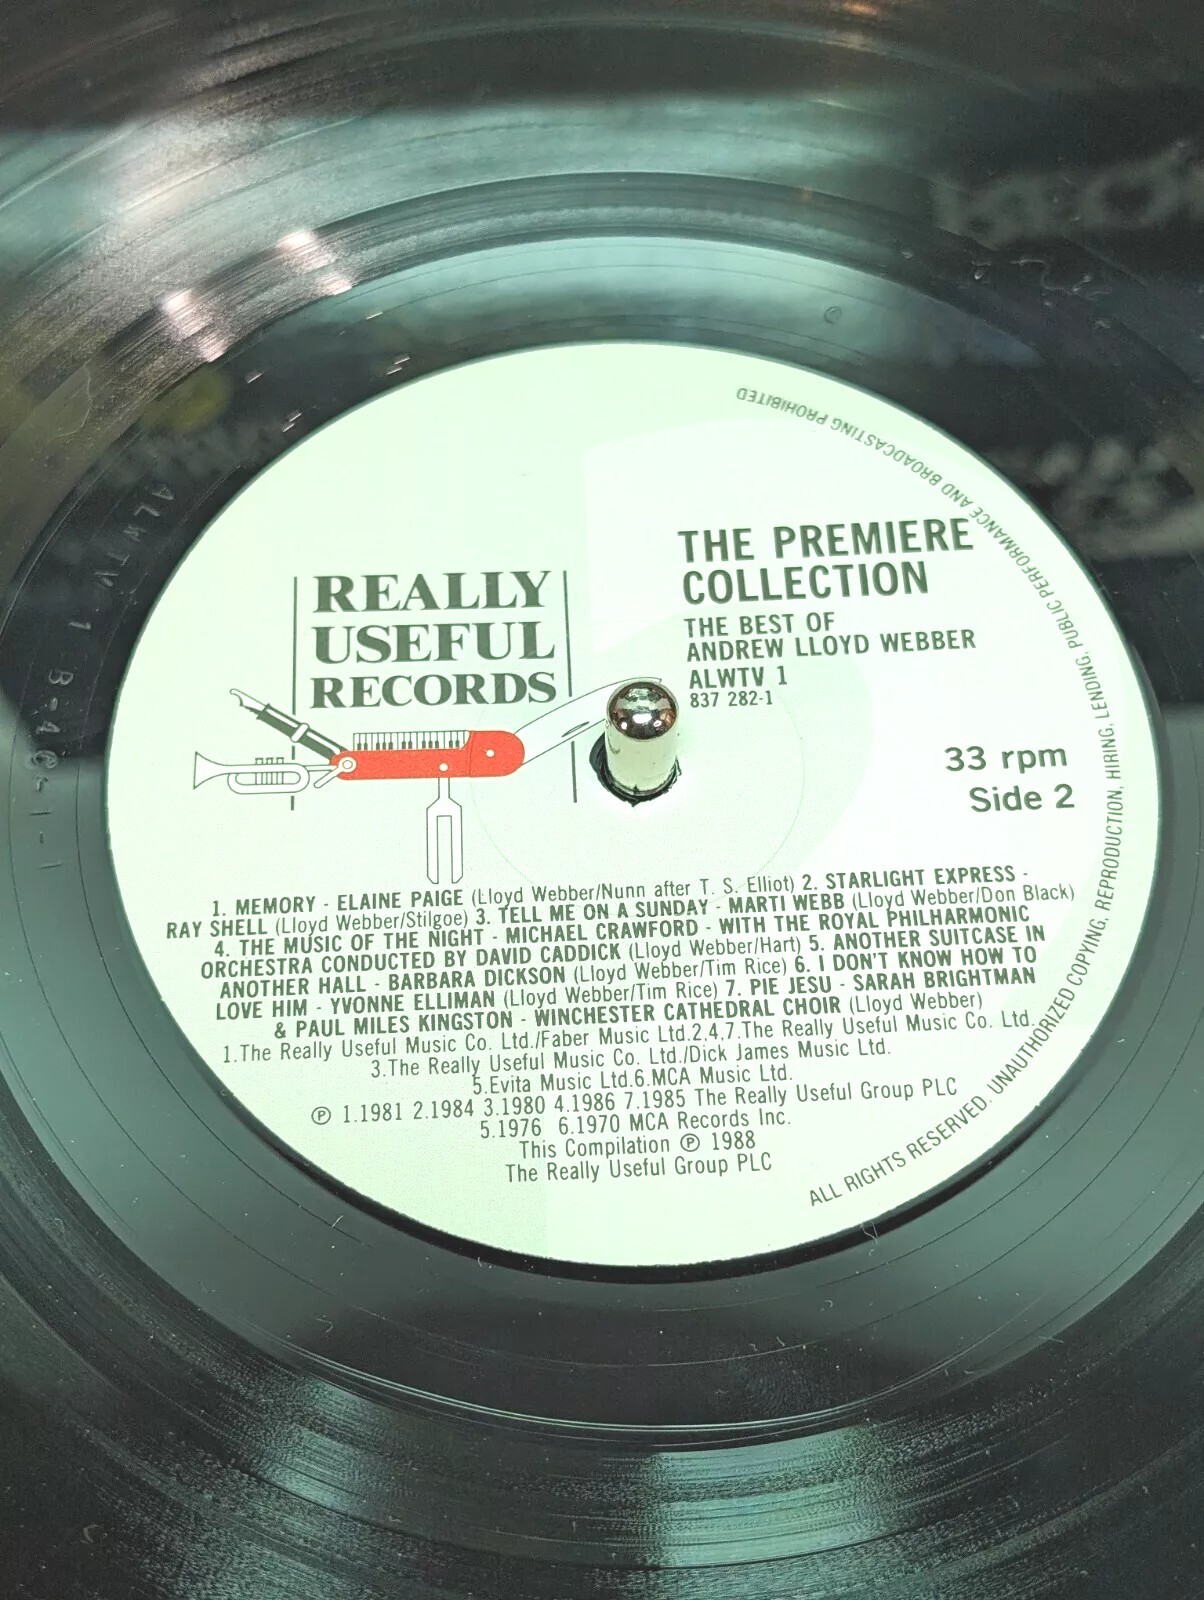 REALLY
USEFUL
RECORDS
THE PREMIERE
COLLECTION
THE BEST OF
ANDREW LLOYD WEBBER
ALWTV 1
837 282-1
33 rpm
Side 2
1. MEMORY - ELAINE PAIGE (Lloyd Webber/Nunn after T. S. Elliot) 2. STARLIGHT EXPRESS -
RAY SHELL (Lloyd Webber/Stilgoe) 3. TELL ME ON A SUNDAY - MARTI WEBB (Lloyd Webber/Don Black)
4. THE MUSIC OF THE NIGHT - MICHAEL CRAWFORD - WITH THE ROYAL PHILHARMONIC
ORCHESTRA CONDUCTED BY DAVID CADDICK (Lloyd Webber/Hart) 5. ANOTHER SUITCASE IN
ANOTHER HALL - BARBARA DICKSON (Lloyd Webber/Tim Rice) 6. I DON'T KNOW HOW TO
LOVE HIM - YVONNE ELLIMAN (Lloyd Webber/Tim Rice) 7. PIE JESU - SARAH BRIGHTMAN
& PAUL MILES KINGSTON - WINCHESTER CATHEDRAL CHOIR (Lloyd Webber)
1.The Really Useful Music Co. Ltd./Faber Music Ltd.2,4,7.The Really Useful Music Co. Ltd.
3.The Really Useful Music Co. Ltd./Dick James Music Ltd.
5.Evita Music Ltd.6.MCA Music Ltd.
℗ 1.1981 2.1984 3.1980 4.1986 7.1985 The Really Useful Group PLC
5.1976 6.1970 MCA Records Inc.
This Compilation ℗ 1988
The Really Useful Group PLC
ALL RIGHTS RESERVED. UNAUTHORIZED COPYING, REPRODUCTION, HIRING, LENDING, PUBLIC PERFORMANCE AND BROADCASTING PROHIBITED
ALWTV 1 B-4G-1-1